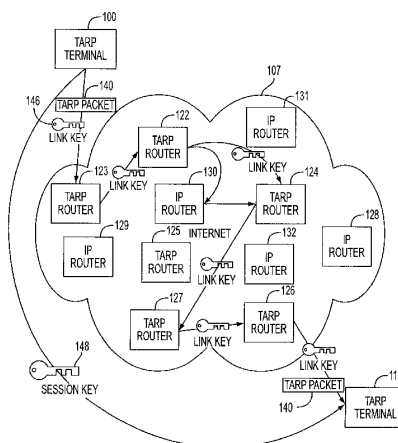 100
TARP
TERMINAL
140
146
TARP PACKET
LINK KEY
107
131
IP
ROUTER
122
TARP
ROUTER
LINK KEY
123
TARP
ROUTER
LINK KEY
130
IP
ROUTER
124
TARP
ROUTER
129
IP
ROUTER
INTERNET
125
TARP
ROUTER
132
IP
ROUTER
128
IP
ROUTER
LINK KEY
127
TARP
ROUTER
126
TARP
ROUTER
LINK KEY
LINK KEY
148
SESSION KEY
TARP PACKET
140
11
TARP
TERMINAL